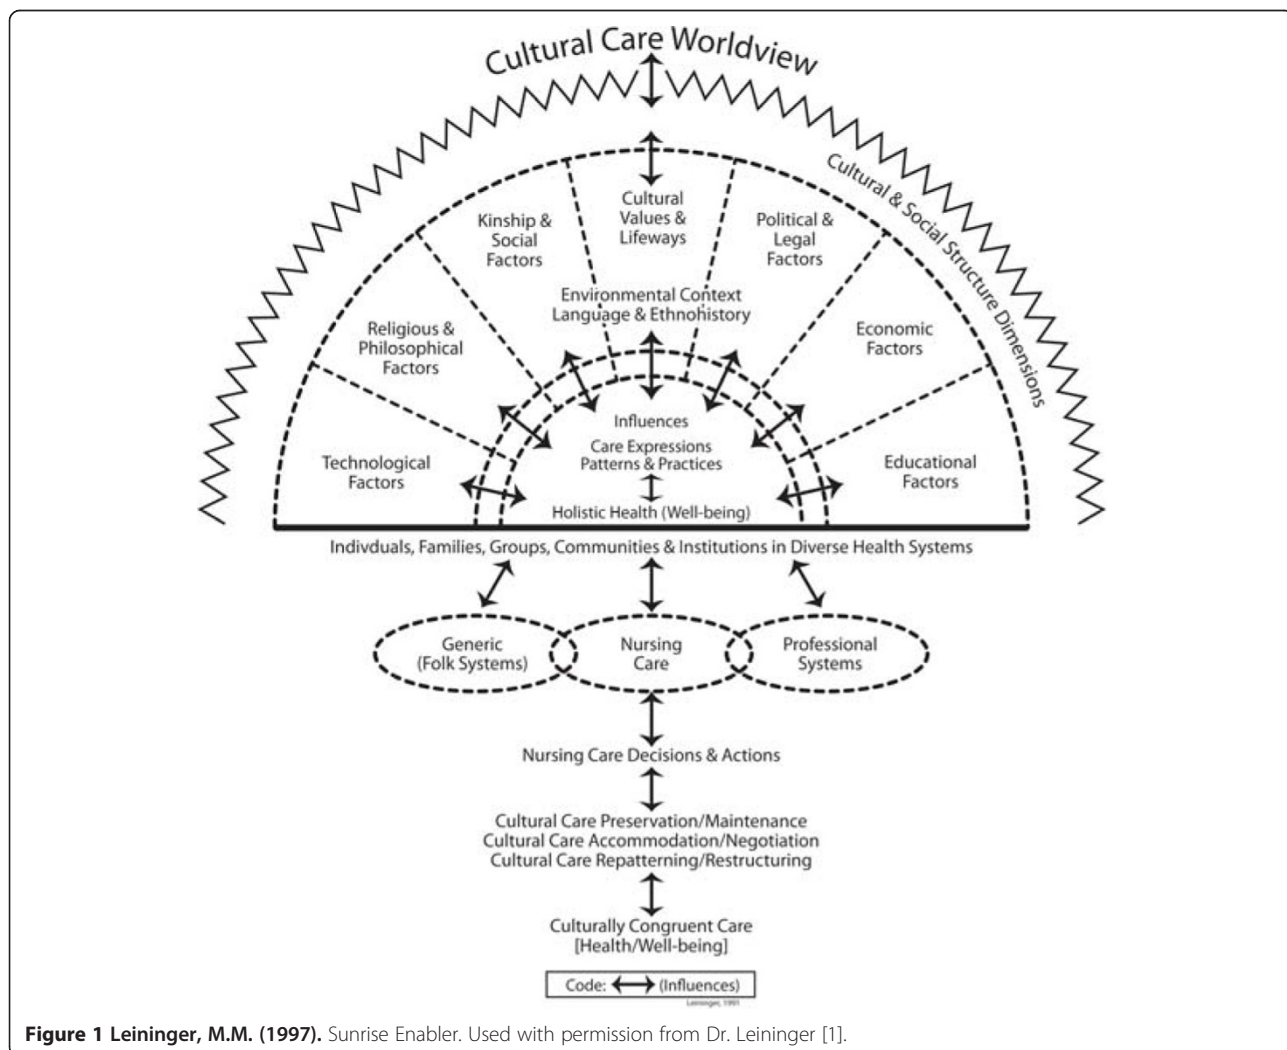 Cultural Care Worldview
Cultural & Social Structure Dimensions
Cultural
Values &
Lifeways
Kinship &
Social
Factors
Political &
Legal
Factors
Environmental Context
Language & Ethnohistory
Religious &
Philosophical
Factors
Economic
Factors
Influences
Care Expressions
Patterns & Practices
Technological
Factors
Educational
Factors
Holistic Health (Well-being)
Indivduals, Families, Groups, Communities & Institutions in Diverse Health Systems
Generic
(Folk Systems)
Nursing
Care
Professional
Systems
Nursing Care Decisions & Actions
Cultural Care Preservation/Maintenance
Cultural Care Accommodation/Negotiation
Cultural Care Repatterning/Restructuring
Culturally Congruent Care
[Health/Well-being]
Code: (Influences)
Leininger, 1991
Figure 1 Leininger, M.M. (1997). Sunrise Enabler. Used with permission from Dr. Leininger [1].